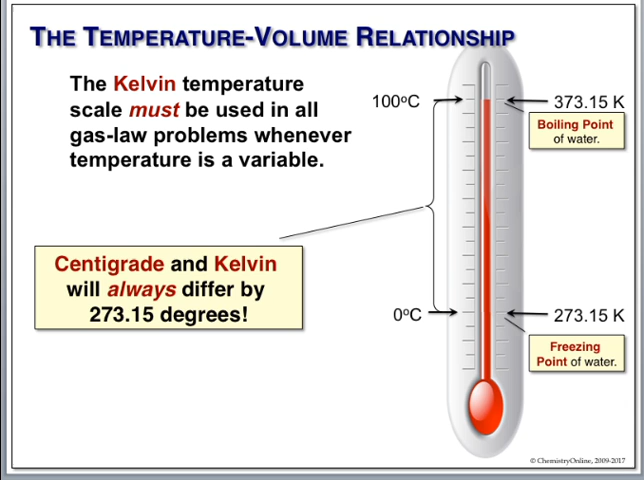 THE TEMPERATURE-VOLUME RELATIONSHIP
The Kelvin temperature
scale must be used in all
gas-law problems whenever
temperature is a variable.
100°C
373.15 K
Boiling Point
of water.
Centigrade and Kelvin
will always differ by
273.15 degrees!
0°C
273.15 K
Freezing
Point of water.
© ChemistryOnline, 2009-2017